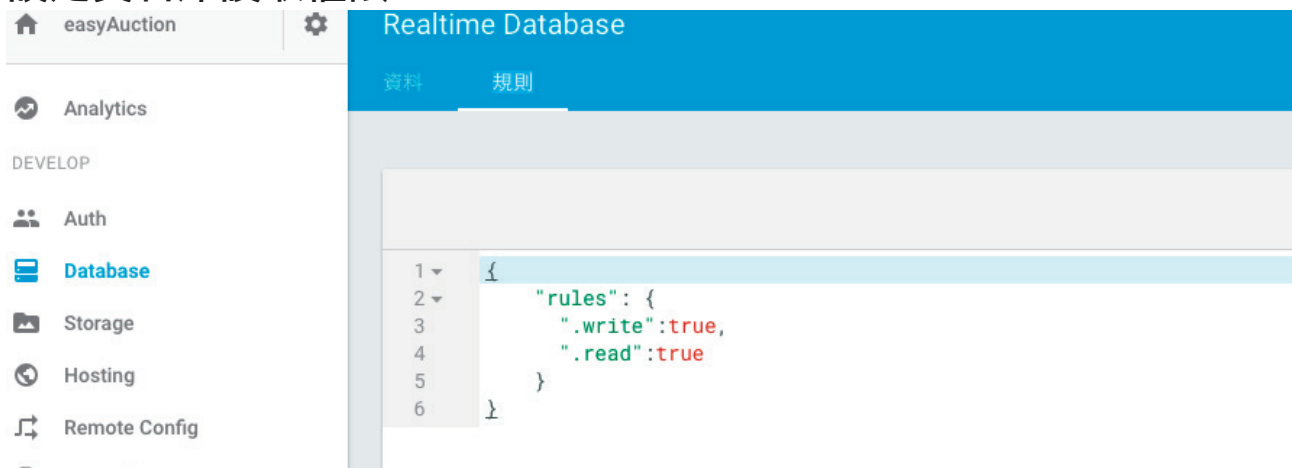 easyAuction
Realtime Database
資料 規則
Analytics
DEVELOP
Auth
Database
Storage
Hosting
Remote Config
1 {
2 "rules": {
3 ".write":true,
4 ".read":true
5 }
6 }